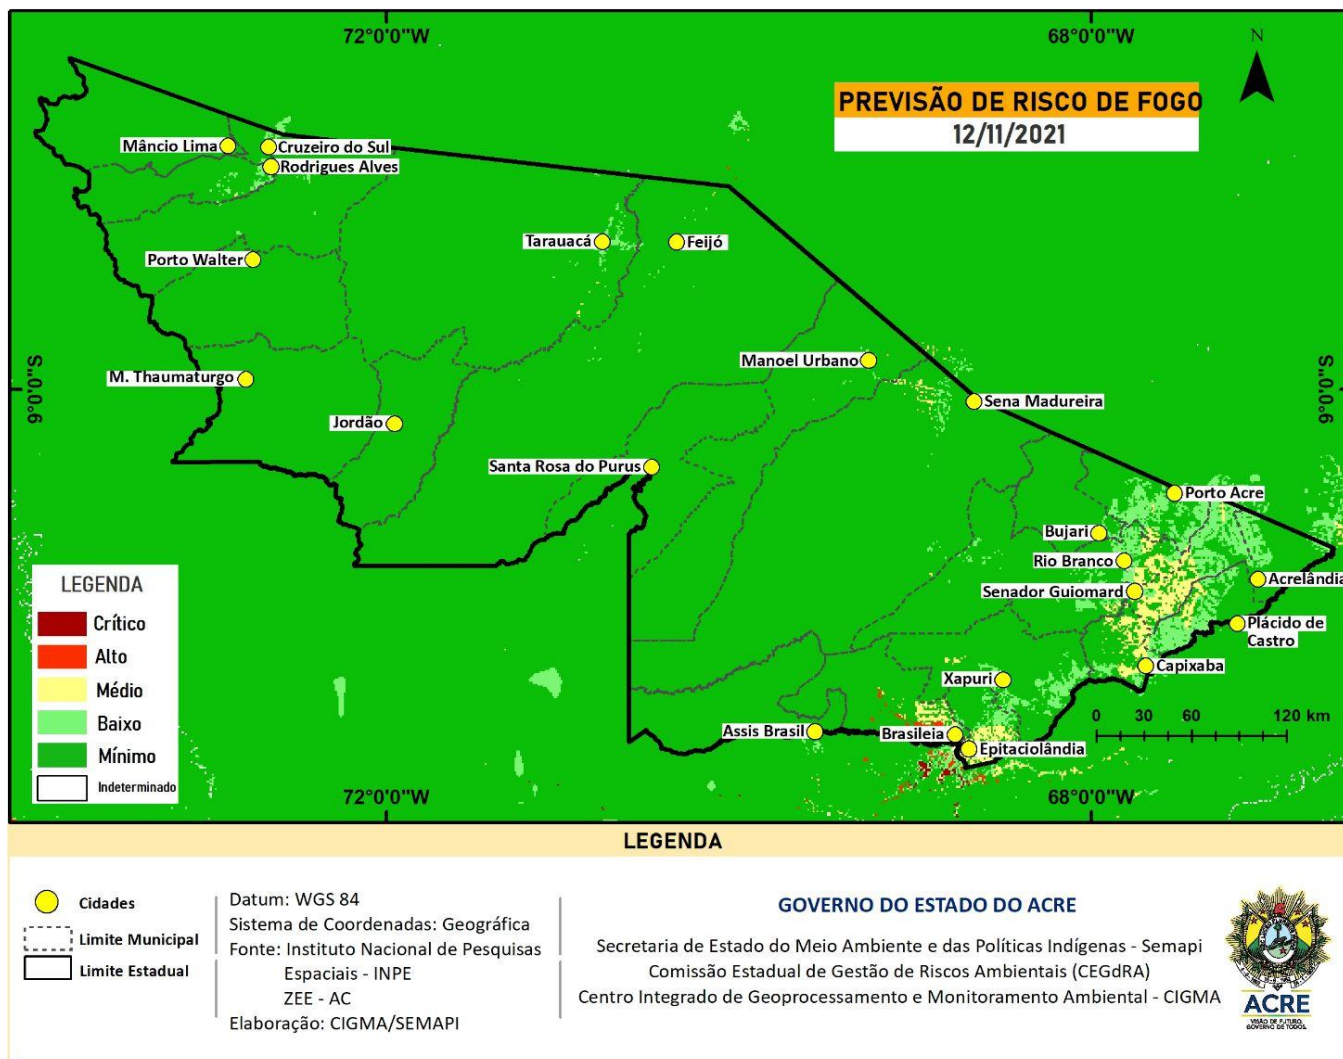 72°0'0"W
68°0'0"W
N
PREVISÃO DE RISCO DE FOGO
12/11/2021
Mâncio Lima
Cruzeiro do Sul
Rodrigues Alves
Tarauacá
Feijó
Porto Walter
Manoel Urbano
9°0'0"S
9°0'0"S
M. Thaumaturgo
Sena Madureira
Jordão
Santa Rosa do Purus
Porto Acre
Bujari
Rio Branco
Acrelândia
Senador Guiomard
Plácido de
Castro
Capixaba
Xapuri
Assis Brasil
Brasileia
Epitaciolândia
0 30 60 120 km
LEGENDA
Crítico
Alto
Médio
Baixo
Mínimo
Indeterminado
72°0'0"W
68°0'0"W
LEGENDA
Cidades
Limite Municipal
Limite Estadual
Datum: WGS 84
Sistema de Coordenadas: Geográfica
Fonte: Instituto Nacional de Pesquisas
Espaciais - INPE
ZEE - AC
Elaboração: CIGMA/SEMAPI
GOVERNO DO ESTADO DO ACRE
Secretaria de Estado do Meio Ambiente e das Políticas Indígenas - Semapi
Comissão Estadual de Gestão de Riscos Ambientais (CEGdRA)
Centro Integrado de Geoprocessamento e Monitoramento Ambiental - CIGMA
ACRE
VISÃO DE FUTURO,
GOVERNO DE TODOS.